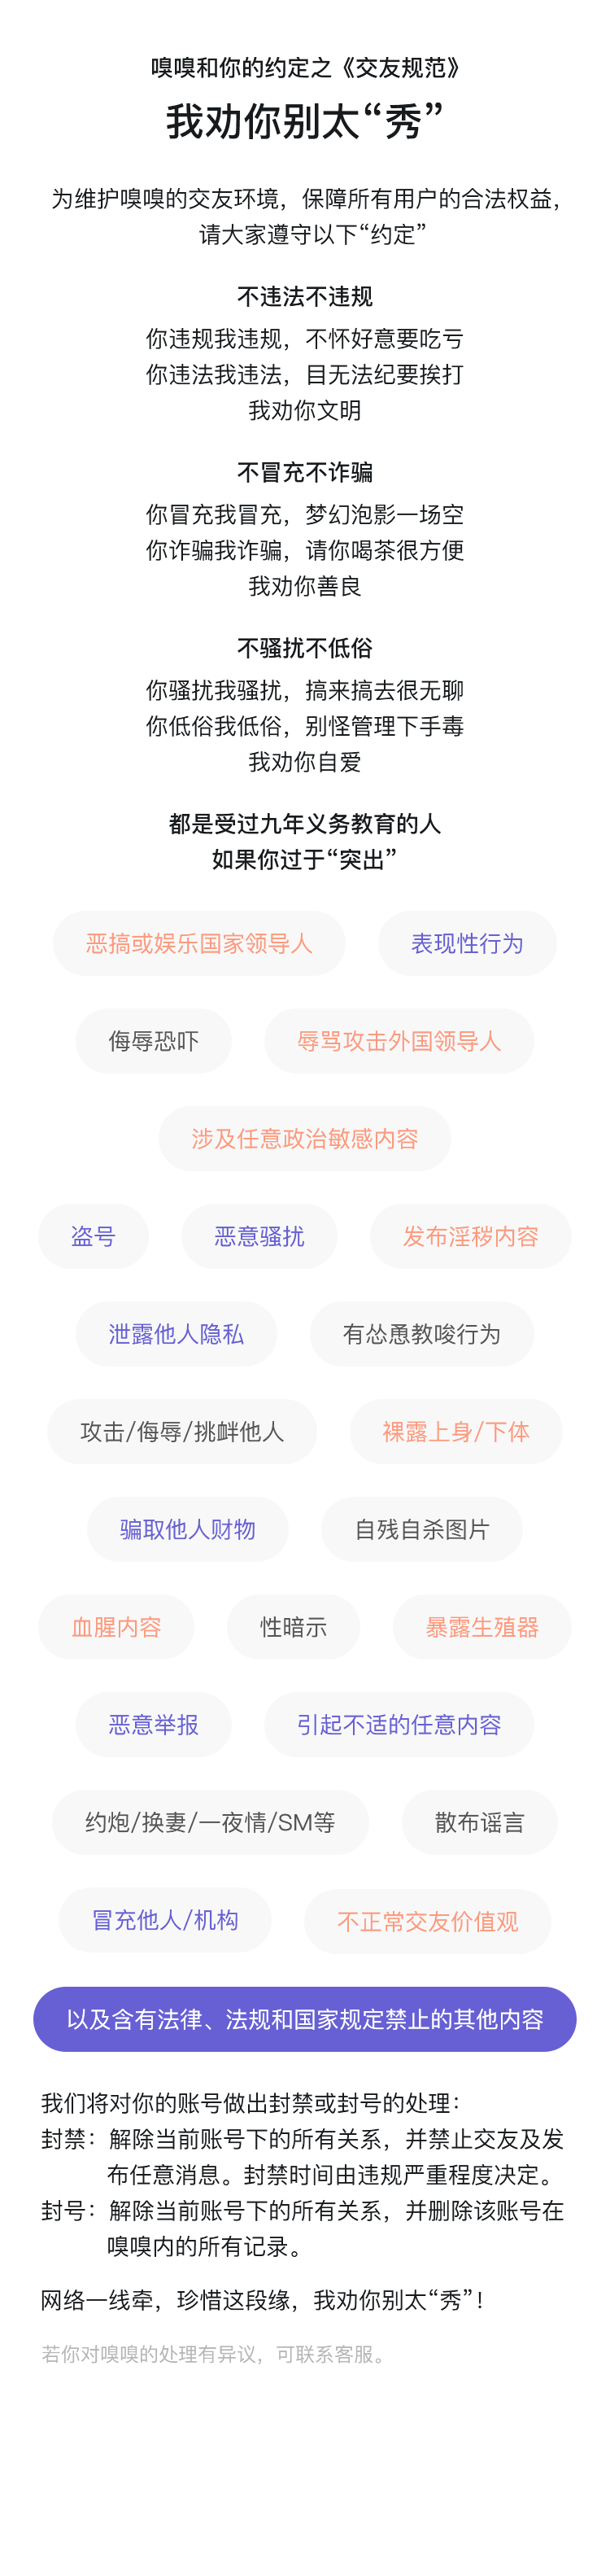 嗅嗅和你的约定之《交友规范》
我劝你别太“秀”
为维护嗅嗅的交友环境，保障所有用户的合法权益，
请大家遵守以下“约定”
不违法不违规
你违规我违规，不怀好意要吃亏
你违法我违法，目无法纪要挨打
我劝你文明
不冒充不诈骗
你冒充我冒充，梦幻泡影一场空
你诈骗我诈骗，请你喝茶很方便
我劝你善良
不骚扰不低俗
你骚扰我骚扰，搞来搞去很无聊
你低俗我低俗，别怪管理下手毒
我劝你自爱
都是受过九年义务教育的人
如果你过于“突出”
恶搞或娱乐国家领导人 表现性行为
侮辱恐吓 辱骂攻击外国领导人
涉及任意政治敏感内容
盗号 恶意骚扰 发布淫秽内容
泄露他人隐私 有怂恿教唆行为
攻击/侮辱/挑衅他人 裸露上身/下体
骗取他人财物 自残自杀图片
血腥内容 性暗示 暴露生殖器
恶意举报 引起不适的任意内容
约炮/换妻/一夜情/SM等 散布谣言
冒充他人/机构 不正常交友价值观
以及含有法律、法规和国家规定禁止的其他内容
我们将对你的账号做出封禁或封号的处理：
封禁：解除当前账号下的所有关系，并禁止交友及发
布任意消息。封禁时间由违规严重程度决定。
封号：解除当前账号下的所有关系，并删除该账号在
嗅嗅内的所有记录。
网络一线牵，珍惜这段缘，我劝你别太“秀”！
若你对嗅嗅的处理有异议，可联系客服。